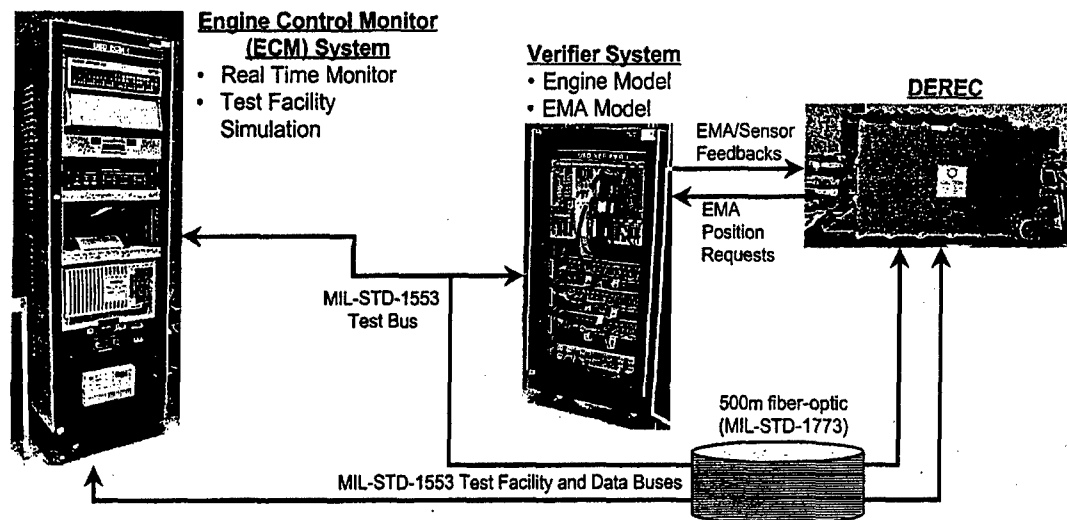 Engine Control Monitor
(ECM) System
• Real Time Monitor
• Test Facility
Simulation
Verifier System
• Engine Model
• EMA Model
DEREC
EMA/Sensor
Feedbacks
EMA
Position
Requests
MIL-STD-1553
Test Bus
500m fiber-optic
(MIL-STD-1773)
MIL-STD-1553 Test Facility and Data Buses